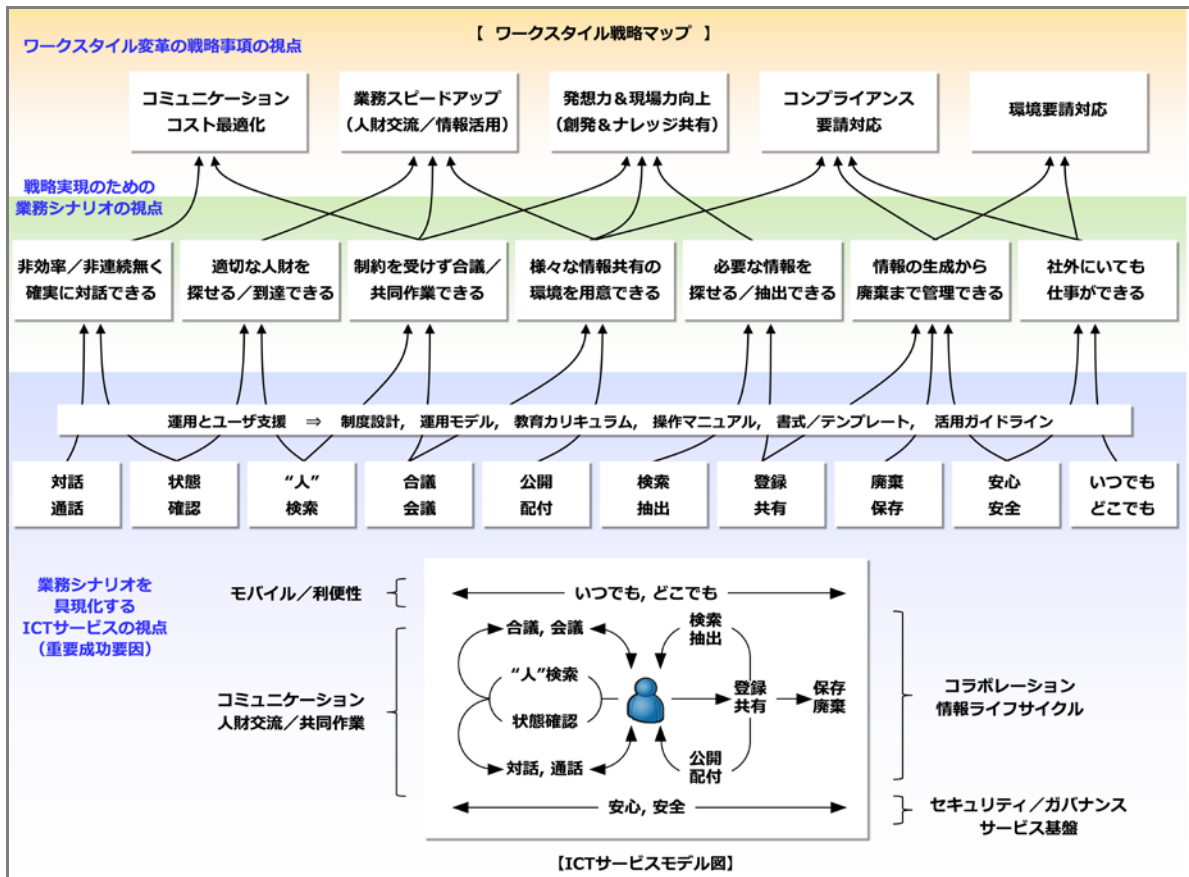 【 ワークスタイル戦略マップ 】
ワークスタイル変革の戦略事項の視点
コミュニケーション
コスト最適化
業務スピードアップ
（人財交流／情報活用）
発想力＆現場力向上
（創発＆ナレッジ共有）
コンプライアンス
要請対応
環境要請対応
戦略実現のための
業務シナリオの視点
非効率／非連続無く
確実に対話できる
適切な人財を
探せる／到達できる
制約を受けず合議／
共同作業できる
様々な情報共有の
環境を用意できる
必要な情報を
探せる／抽出できる
情報の生成から
廃棄まで管理できる
社外にいても
仕事ができる
運用とユーザ支援 ⇒ 制度設計, 運用モデル, 教育カリキュラム, 操作マニュアル, 書式／テンプレート, 活用ガイドライン
対話
通話
状態
確認
“人”
検索
合議
会議
公開
配付
検索
抽出
登録
共有
廃棄
保存
安心
安全
いつでも
どこでも
業務シナリオを
具現化する
ICTサービスの視点
（重要成功要因）
モバイル／利便性
コミュニケーション
人財交流／共同作業
いつでも, どこでも
合議, 会議
検索
抽出
“人”検索
状態確認
登録
共有
保存
廃棄
対話, 通話
公開
配付
安心, 安全
コラボレーション
情報ライフサイクル
セキュリティ／ガバナンス
サービス基盤
【ICTサービスモデル図】